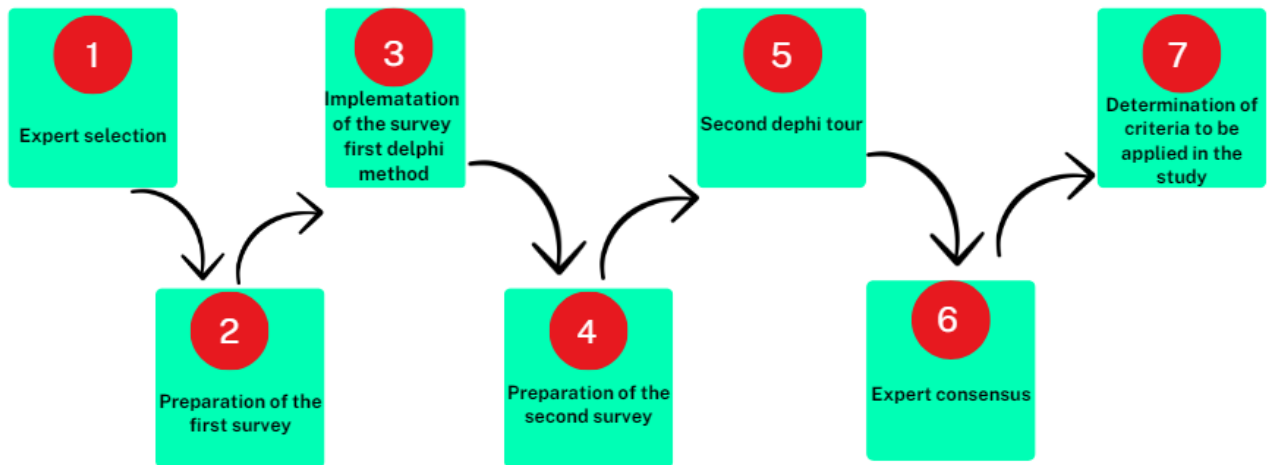 1
Expert selection
2
Preparation of the
first survey
3
Implematation
of the survey
first delphi
method
4
Preparation of the
second survey
5
Second dephi tour
6
Expert consensus
7
Determination of
criteria to be
applied in the
study